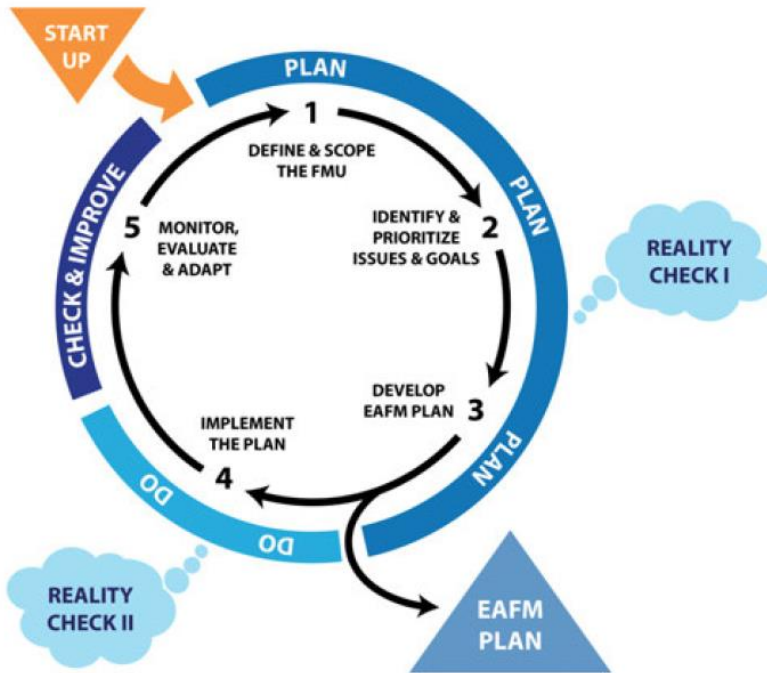 START
UP
PLAN
1
DEFINE & SCOPE
THE FMU
PLAN
2
IDENTIFY &
PRIORITIZE
ISSUES & GOALS
REALITY
CHECK I
3
DEVELOP
EAFM PLAN
PLAN
EAFM
PLAN
4
IMPLEMENT
THE PLAN
DO
DO
REALITY
CHECK II
5
MONITOR,
EVALUATE
& ADAPT
CHECK & IMPROVE